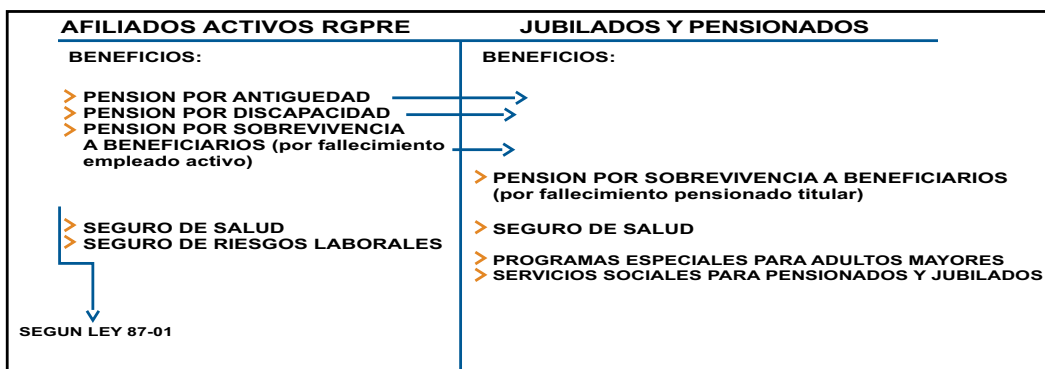 AFILIADOS ACTIVOS RGPRE
BENEFICIOS:
PENSION POR ANTIGUEDAD
PENSION POR DISCAPACIDAD
PENSION POR SOBREVIVENCIA
A BENEFICIARIOS (por fallecimiento
empleado activo)
SEGURO DE SALUD
SEGURO DE RIESGOS LABORALES
SEGUN LEY 87-01
JUBILADOS Y PENSIONADOS
BENEFICIOS:
PENSION POR SOBREVIVENCIA A BENEFICIARIOS
(por fallecimiento pensionado titular)
SEGURO DE SALUD
PROGRAMAS ESPECIALES PARA ADULTOS MAYORES
SERVICIOS SOCIALES PARA PENSIONADOS Y JUBILADOS